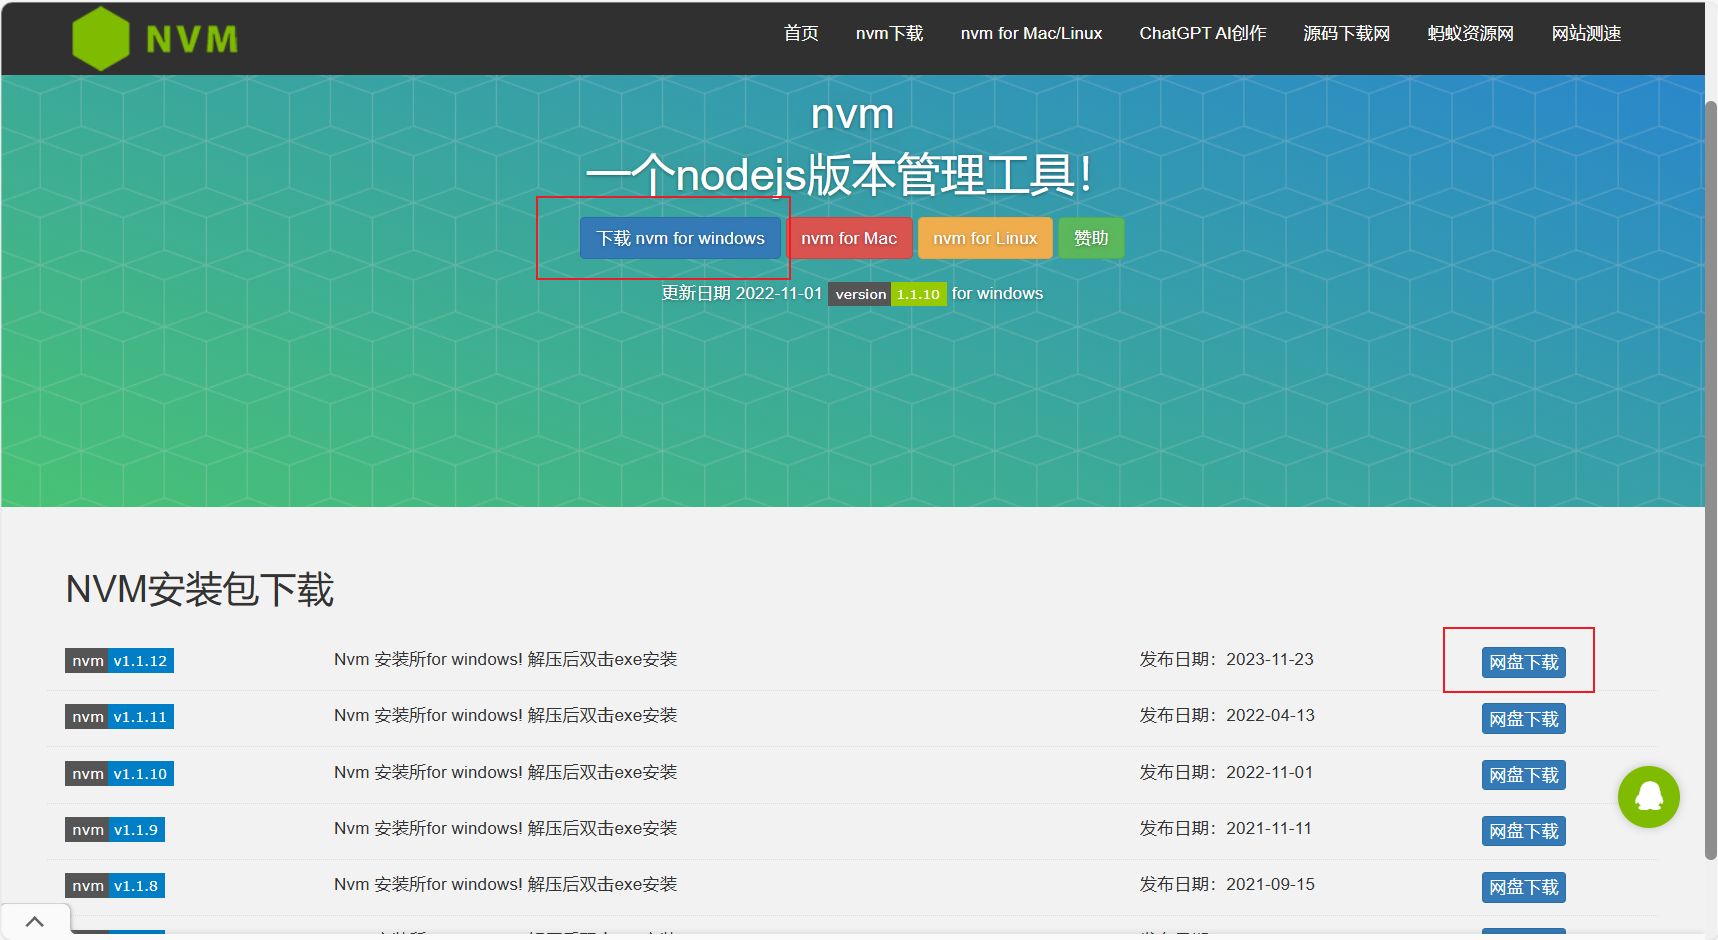 NVM
首页 nvm下载 nvm for Mac/Linux ChatGPT AI创作 源码下载网 蚂蚁资源网 网站测速
nvm
一个nodejs版本管理工具!
下载 nvm for windows nvm for Mac nvm for Linux 赞助
更新日期 2022-11-01 version 1.1.10 for windows
NVM安装包下载
nvm v1.1.12 Nvm 安装所for windows! 解压后双击exe安装 发布日期：2023-11-23 网盘下载
nvm v1.1.11 Nvm 安装所for windows! 解压后双击exe安装 发布日期：2022-04-13 网盘下载
nvm v1.1.10 Nvm 安装所for windows! 解压后双击exe安装 发布日期：2022-11-01 网盘下载
nvm v1.1.9 Nvm 安装所for windows! 解压后双击exe安装 发布日期：2021-11-11 网盘下载
nvm v1.1.8 Nvm 安装所for windows! 解压后双击exe安装 发布日期：2021-09-15 网盘下载